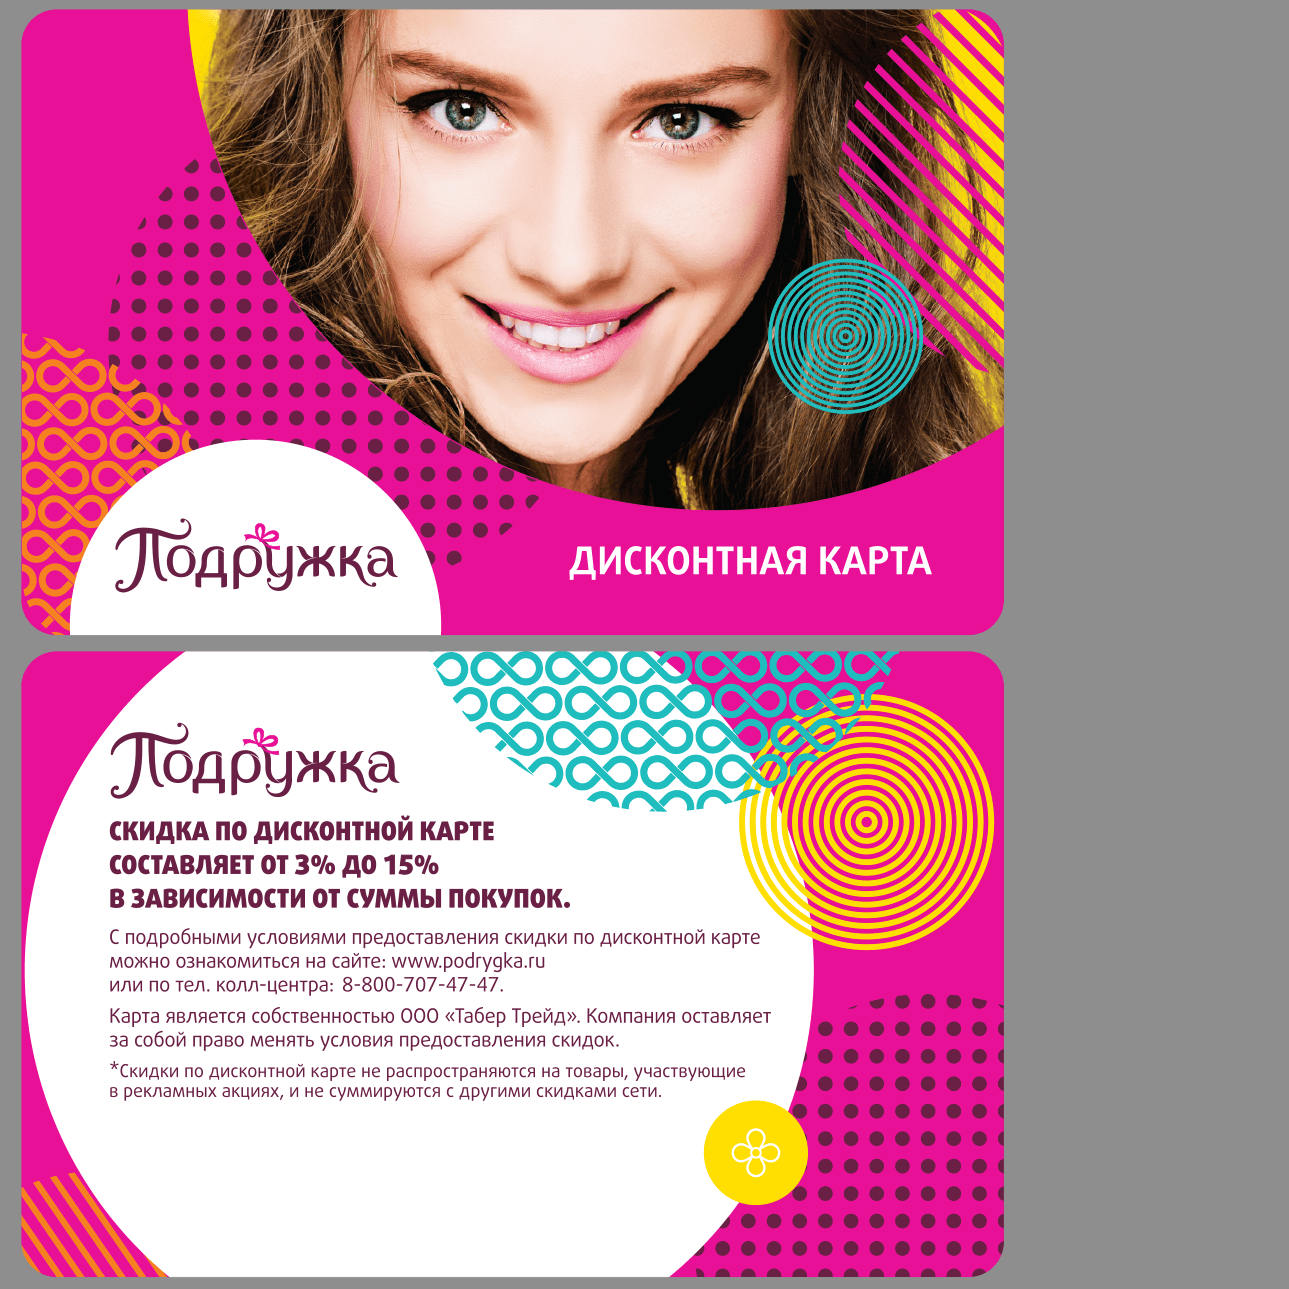 Подружка
ДИСКОНТНАЯ КАРТА
Подружка
СКИДКА ПО ДИСКОНТНОЙ КАРТЕ
СОСТАВЛЯЕТ ОТ 3% ДО 15%
В ЗАВИСИМОСТИ ОТ СУММЫ ПОКУПОК.
С подробными условиями предоставления скидки по дисконтной карте
можно ознакомиться на сайте: www.podrygka.ru
или по тел. колл-центра: 8-800-707-47-47.
Карта является собственностью ООО «Табер Трейд». Компания оставляет
за собой право менять условия предоставления скидок.
*Скидки по дисконтной карте не распространяются на товары, участвующие
в рекламных акциях, и не суммируются с другими скидками сети.